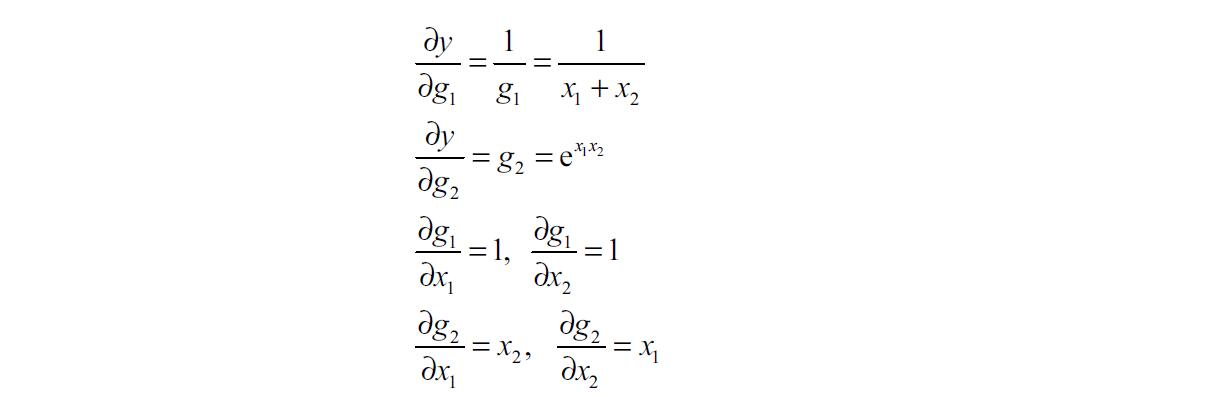 ∂y/∂g₁ = 1/g₁ = 1/(x₁ + x₂)
∂y/∂g₂ = g₂ = e^(x₁x₂)
∂g₁/∂x₁ = 1, ∂g₁/∂x₂ = 1
∂g₂/∂x₁ = x₂, ∂g₂/∂x₂ = x₁